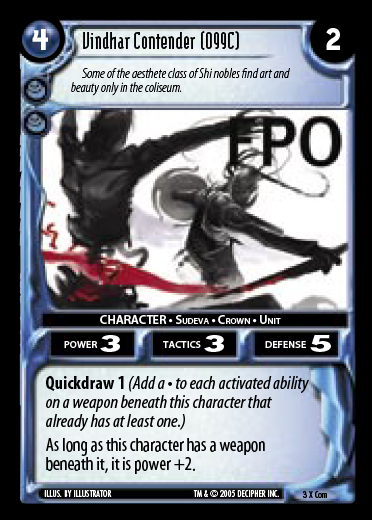 4 Vindhar Contender (099C) 2
Some of the aesthete class of Shi nobles find art and
beauty only in the coliseum.
FPO
CHARACTER • SUDEVA • CROWN • UNIT
POWER 3 TACTICS 3 DEFENSE 5
Quickdraw 1 (Add a • to each activated ability
on a weapon beneath this character that
already has at least one.)
As long as this character has a weapon
beneath it, it is power +2.
ILLUS. BY ILLUSTRATOR TM & © 2005 DECIPHER INC. 3 X Com